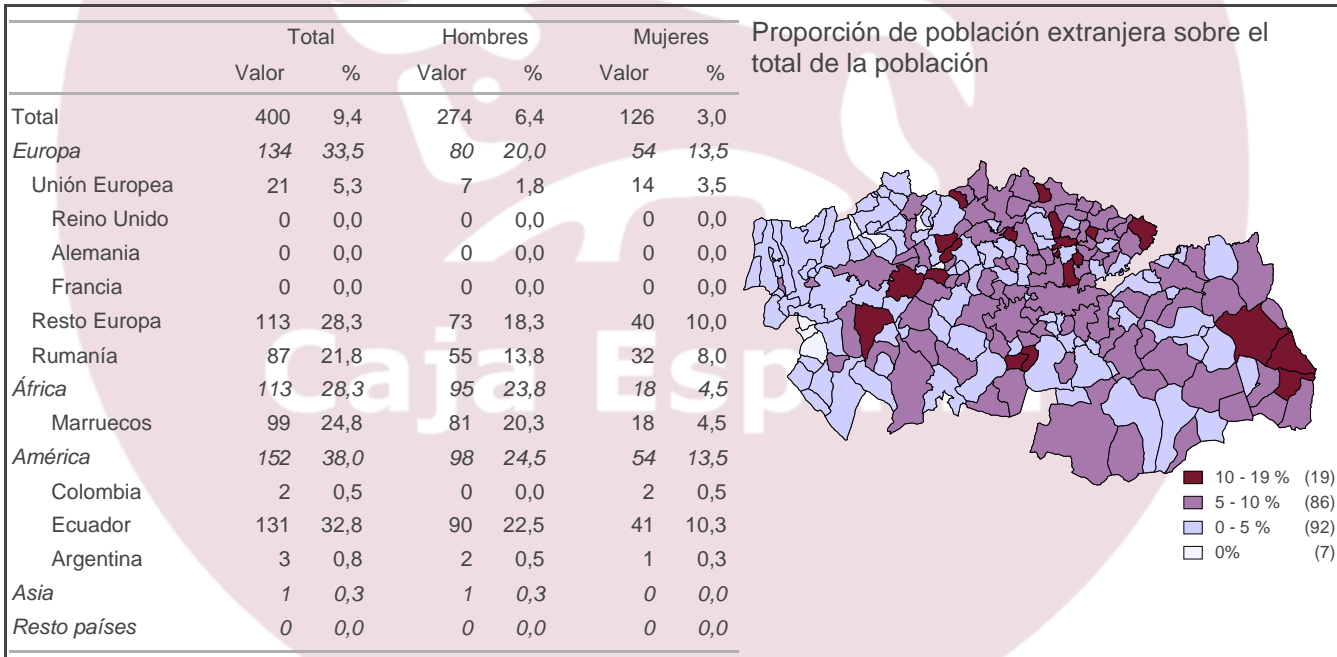 Total Hombres Mujeres
Valor % Valor % Valor %
Total 400 9,4 274 6,4 126 3,0
Europa 134 33,5 80 20,0 54 13,5
Unión Europea 21 5,3 7 1,8 14 3,5
Reino Unido 0 0,0 0 0,0 0 0,0
Alemania 0 0,0 0 0,0 0 0,0
Francia 0 0,0 0 0,0 0 0,0
Resto Europa 113 28,3 73 18,3 40 10,0
Rumanía 87 21,8 55 13,8 32 8,0
África 113 28,3 95 23,8 18 4,5
Marruecos 99 24,8 81 20,3 18 4,5
América 152 38,0 98 24,5 54 13,5
Colombia 2 0,5 0 0,0 2 0,5
Ecuador 131 32,8 90 22,5 41 10,3
Argentina 3 0,8 2 0,5 1 0,3
Asia 1 0,3 1 0,3 0 0,0
Resto países 0 0,0 0 0,0 0 0,0
Proporción de población extranjera sobre el
total de la población
10 - 19 % (19)
5 - 10 % (86)
0 - 5 % (92)
0% (7)
Caja